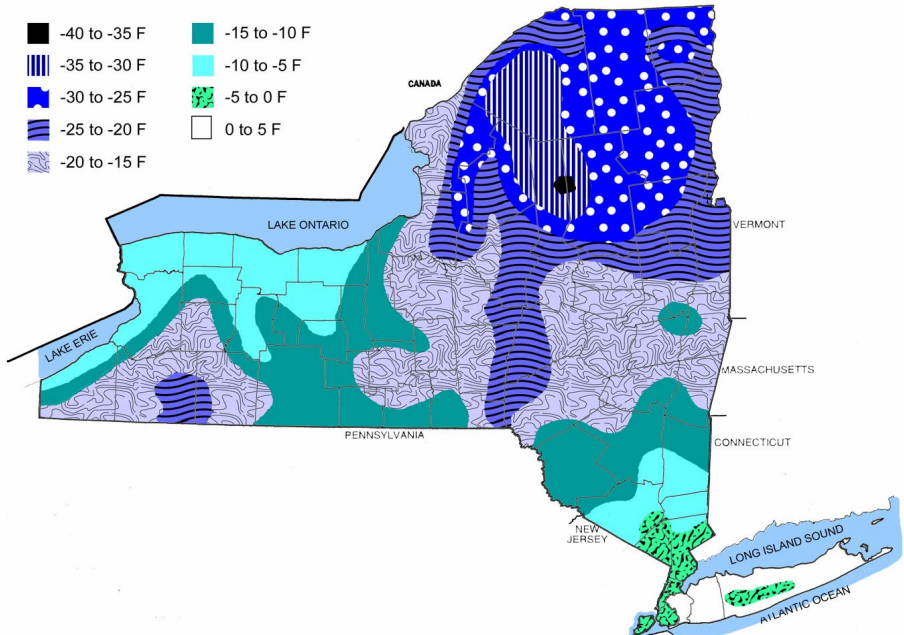 -40 to -35 F
-35 to -30 F
-30 to -25 F
-25 to -20 F
-20 to -15 F
-15 to -10 F
-10 to -5 F
-5 to 0 F
0 to 5 F
CANADA
LAKE ONTARIO
VERMONT
LAKE ERIE
MASSACHUSETTS
PENNSYLVANIA
CONNECTICUT
NEW
JERSEY
LONG ISLAND SOUND
ATLANTIC OCEAN